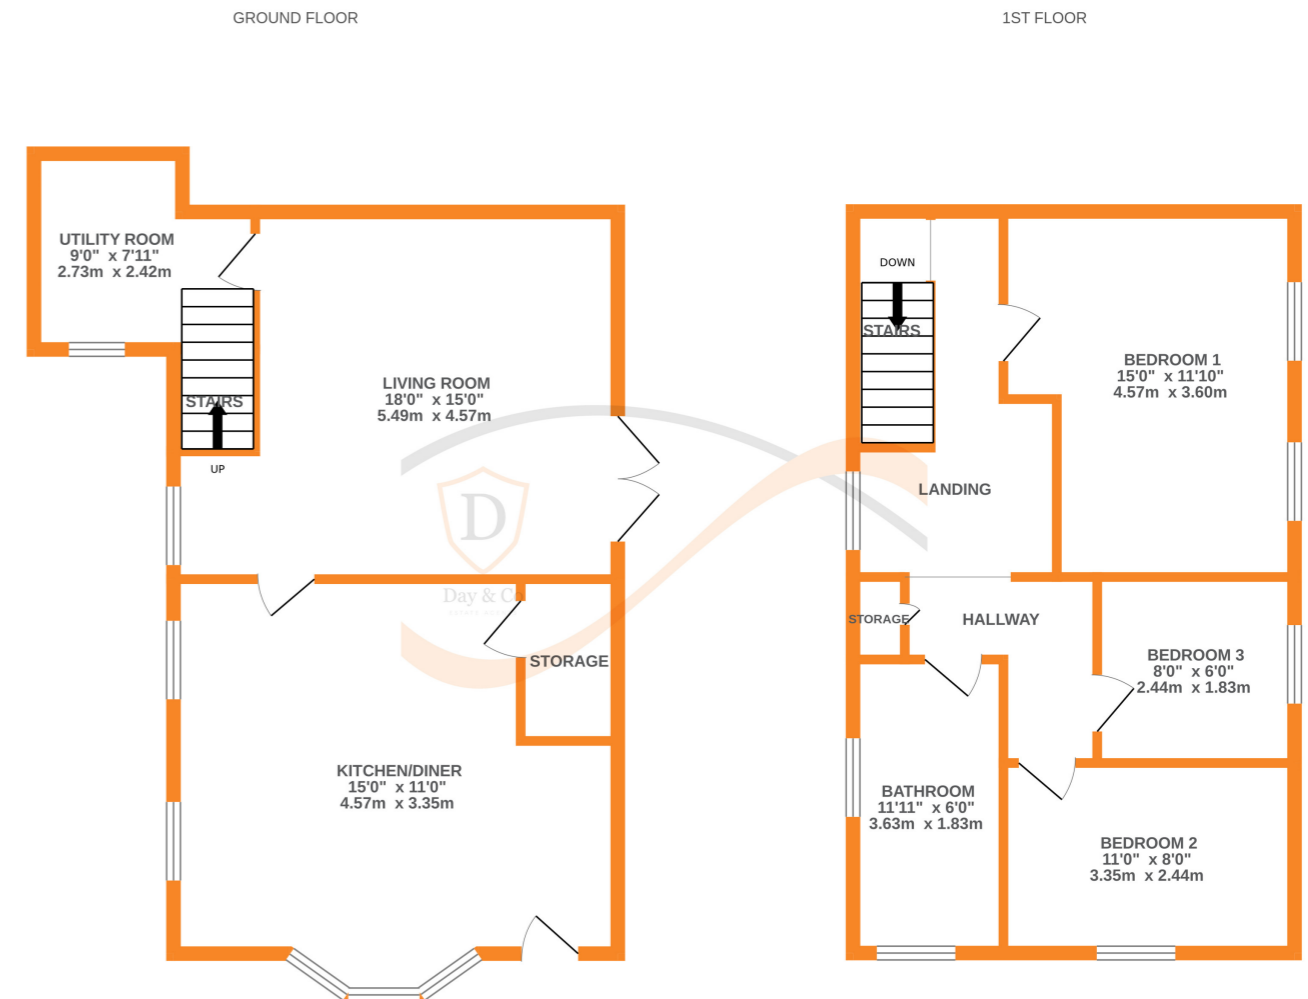 GROUND FLOOR
1ST FLOOR
UTILITY ROOM
9'0" x 7'11"
2.73m x 2.42m
STAIRS
UP
LIVING ROOM
18'0" x 15'0"
5.49m x 4.57m
D
Day & Co
STORAGE
KITCHEN/DINER
15'0" x 11'0"
4.57m x 3.35m
DOWN
STAIRS
BEDROOM 1
15'0" x 11'10"
4.57m x 3.60m
LANDING
STORAGE
HALLWAY
BEDROOM 3
8'0" x 6'0"
2.44m x 1.83m
BATHROOM
11'11" x 6'0"
3.63m x 1.83m
BEDROOM 2
11'0" x 8'0"
3.35m x 2.44m